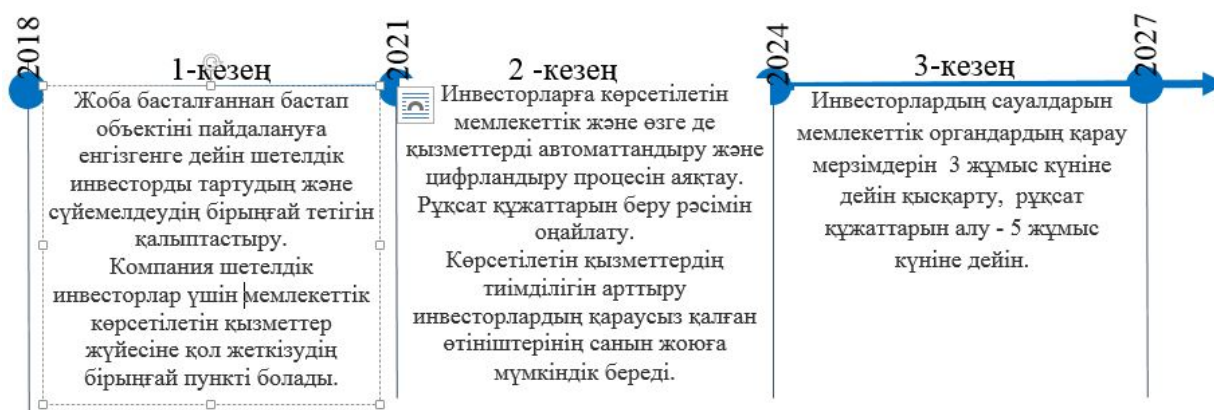 2018
2021
2024
2027
1-кезең
Жоба басталғаннан бастап
объектіні пайдалануға
енгізгенге дейін шетелдік
инвесторды тартудың және
сүйемелдеудің бірыңғай тетігін
қалыптастыру.
Компания шетелдік
инвесторлар үшін мемлекеттік
көрсетілетін қызметтер
жүйесіне қол жеткізудің
бірыңғай пункті болады.
2 -кезең
Инвесторларға көрсетілетін
мемлекеттік және өзге де
қызметтерді автоматтандыру және
цифрландыру процесін аяқтау.
Рұқсат құжаттарын беру рәсімін
оңайлату.
Көрсетілетін қызметтердің
тиімділігін арттыру
инвесторлардың қараусыз қалған
өтініштерінің санын жоюға
мүмкіндік береді.
3-кезең
Инвесторлардың сауалдарын
мемлекеттік органдардың қарау
мерзімдерін 3 жұмыс күніне
дейін қысқарту, рұқсат
құжаттарын алу - 5 жұмыс
күніне дейін.